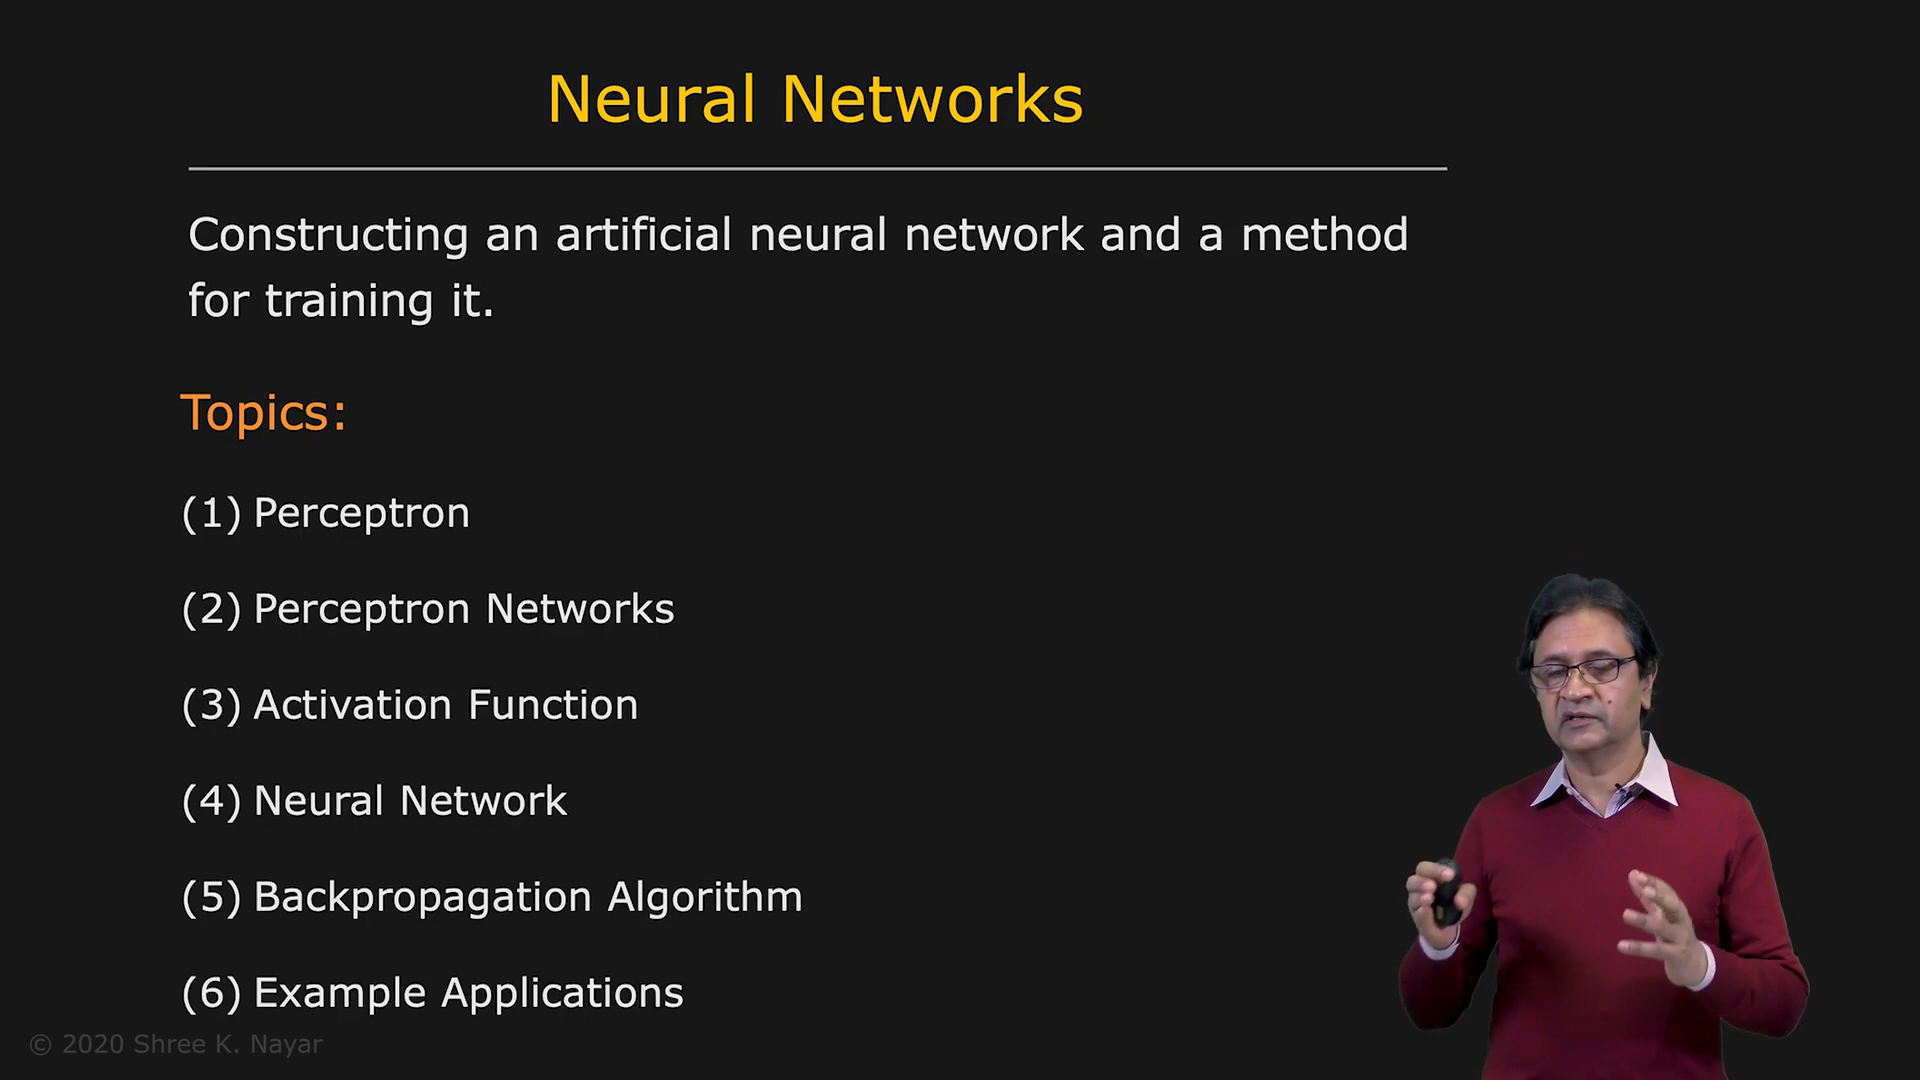 Neural Networks
Constructing an artificial neural network and a method
for training it.
Topics:
(1) Perceptron
(2) Perceptron Networks
(3) Activation Function
(4) Neural Network
(5) Backpropagation Algorithm
(6) Example Applications
© 2020 Shree K. Nayar